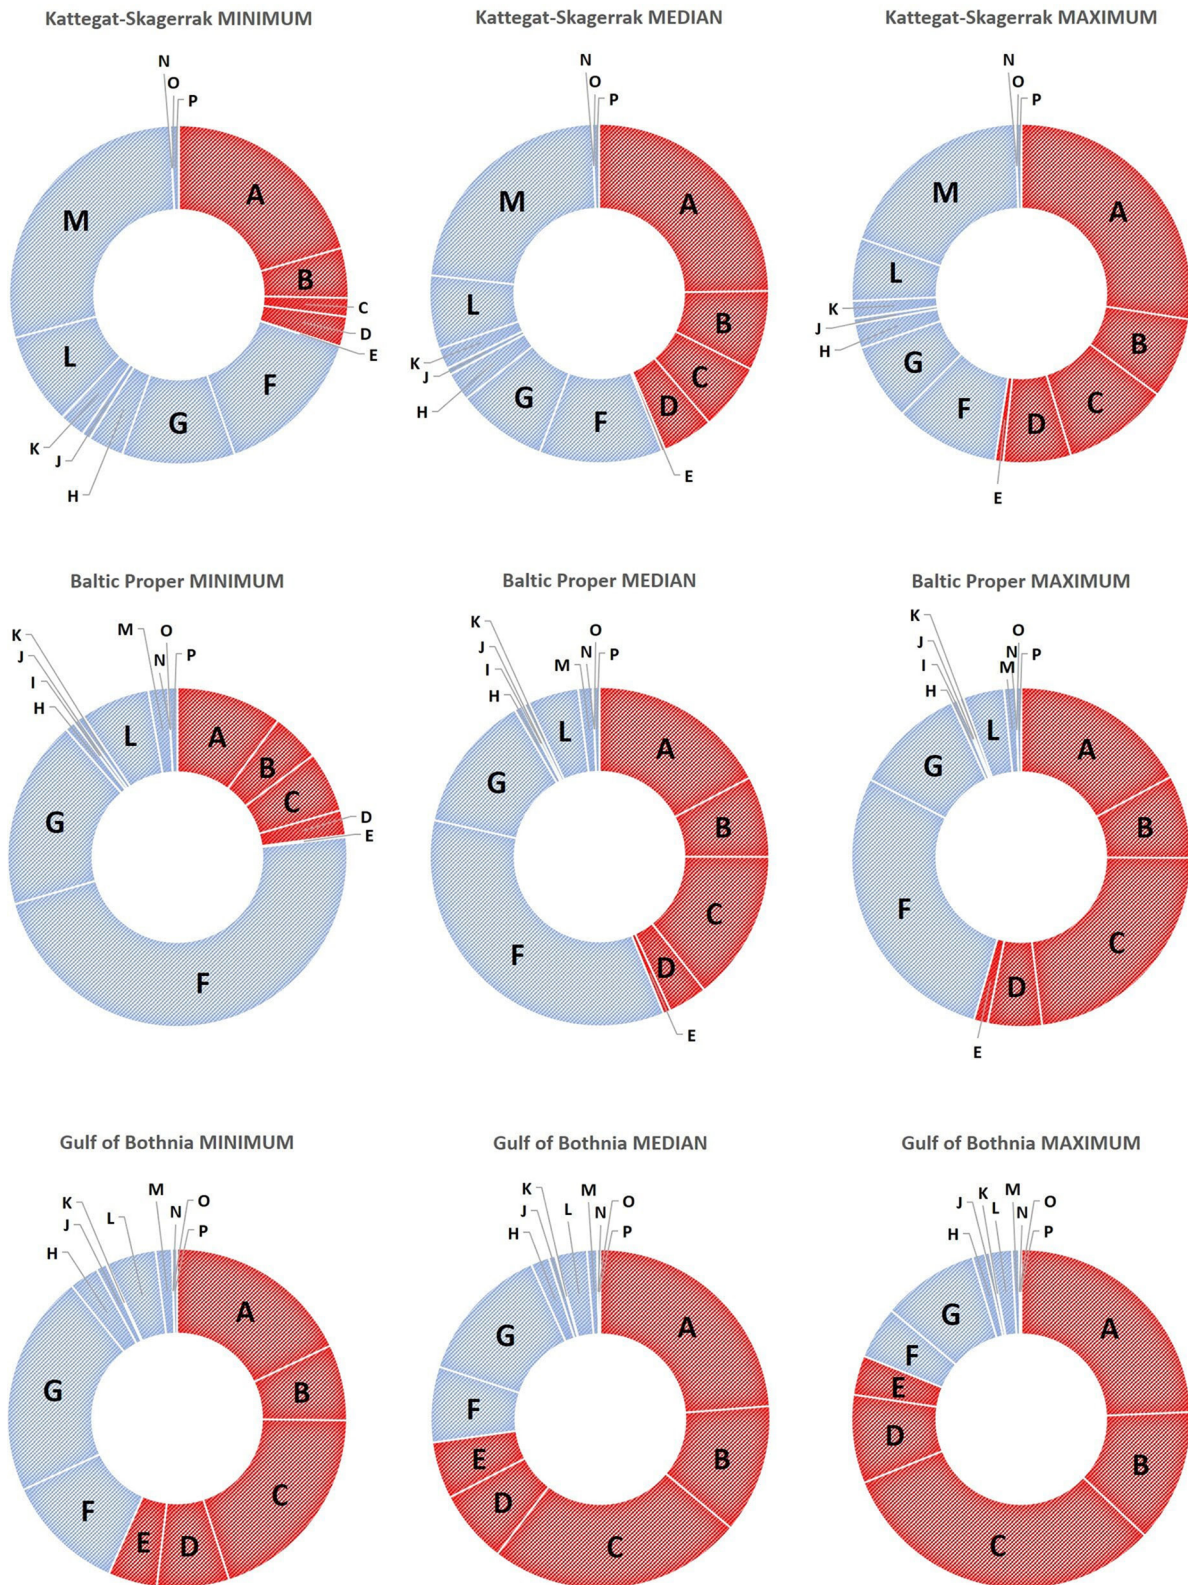 Kattegat-Skagerrak MINIMUM
N
O
P
A
B
C
D
E
F
G
H
J
K
L
M
Kattegat-Skagerrak MEDIAN
N
O
P
A
B
C
D
E
F
G
H
J
K
L
M
Kattegat-Skagerrak MAXIMUM
N
O
P
A
B
C
D
E
F
G
H
J
K
L
M
Baltic Proper MINIMUM
K
J
I
H
M
O
N
P
A
B
C
D
E
F
G
L
Baltic Proper MEDIAN
K
J
I
H
M
N
O
P
A
B
C
D
E
F
G
L
Baltic Proper MAXIMUM
K
J
I
H
M
N
O
P
A
B
C
D
E
F
G
L
Gulf of Bothnia MINIMUM
K
J
H
L
M
N
O
P
A
B
C
D
E
F
G
Gulf of Bothnia MEDIAN
K
J
H
L
M
N
O
P
A
B
C
D
E
F
G
Gulf of Bothnia MAXIMUM
K
J
H
L
M
N
O
P
A
B
C
D
E
F
G